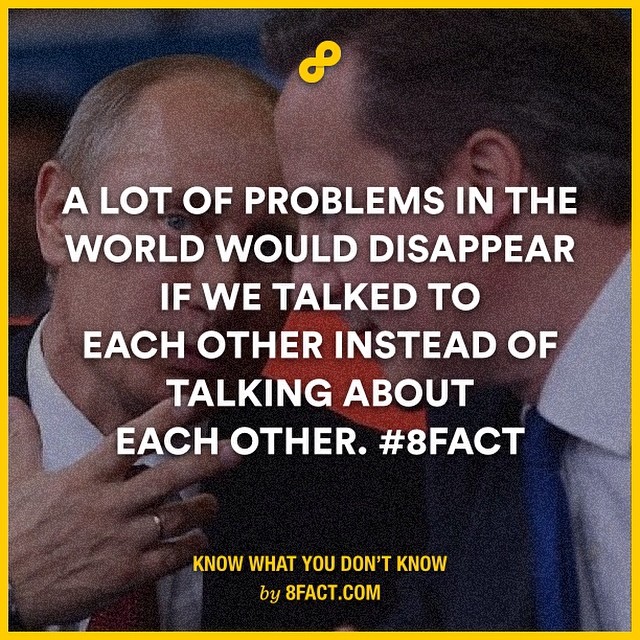 A LOT OF PROBLEMS IN THE
WORLD WOULD DISAPPEAR
IF WE TALKED TO
EACH OTHER INSTEAD OF
TALKING ABOUT
EACH OTHER. #8FACT
KNOW WHAT YOU DON'T KNOW
by 8FACT.COM